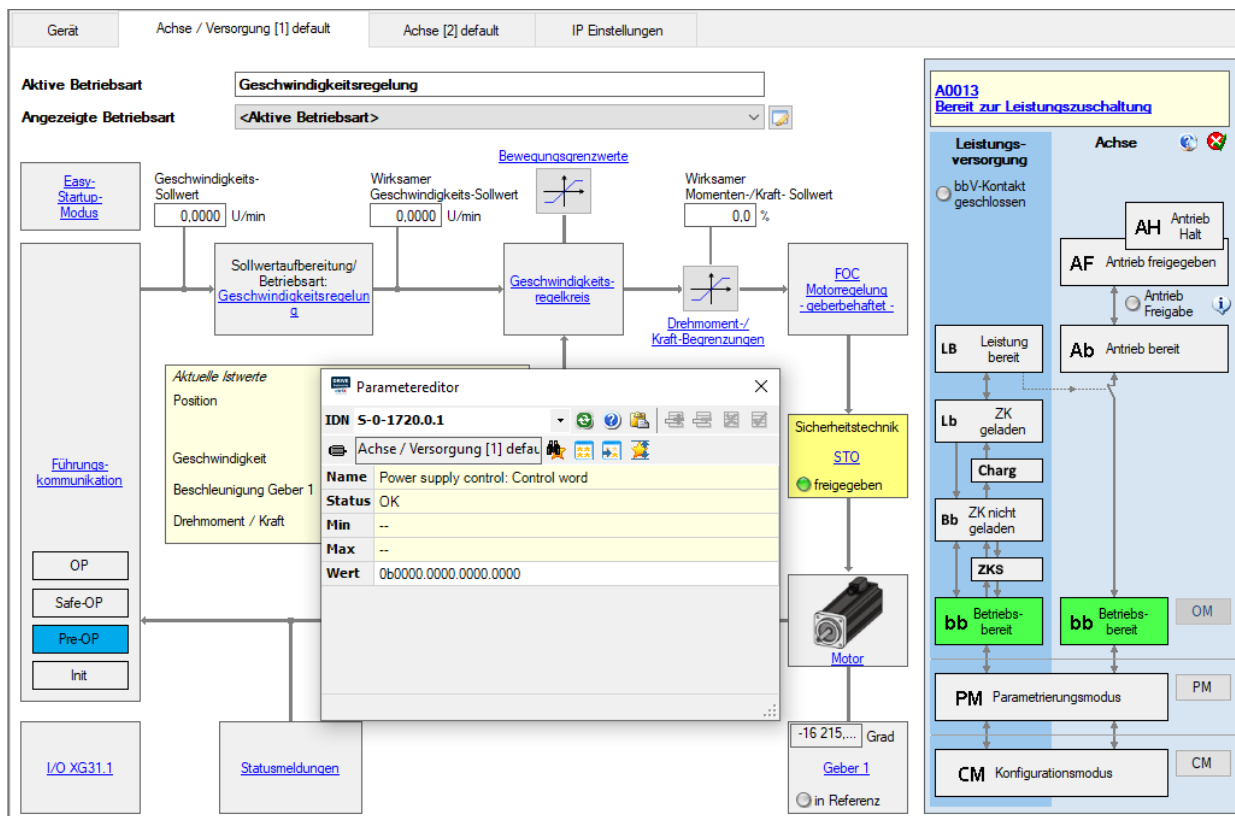 Gerät
Achse / Versorgung [1] default
Achse [2] default
IP Einstellungen
Aktive Betriebsart
Geschwindigkeitsregelung
Angezeigte Betriebsart
<Aktive Betriebsart>
Easy-
Startup-
Modus
Geschwindigkeits-
Sollwert
0,0000 U/min
Wirksamer
Geschwindigkeits-Sollwert
0,0000 U/min
Bewegungsgrenzwerte
Wirksamer
Momenten-/Kraft- Sollwert
0,0 %
Sollwertaufbereitung/
Betriebsart:
Geschwindigkeitsregelun
g
Geschwindigkeits-
regelkreis
Drehmoment-/
Kraft-Begrenzungen
FOC
Motorregelung
- geberbehaftet -
Führungs-
kommunikation
OP
Safe-OP
Pre-OP
Init
Aktuelle Istwerte
Position
Geschwindigkeit
Beschleunigung Geber 1
Drehmoment / Kraft
Parametereditor
IDN S-0-1720.0.1
Achse / Versorgung [1] defau
Name Power supply control: Control word
Status OK
Min --
Max --
Wert 0b0000.0000.0000.0000
Sicherheitstechnik
STO
freigegeben
Motor
I/O XG31.1
Statusmeldungen
-16 215,... Grad
Geber 1
in Referenz
A0013
Bereit zur Leistungszuschaltung
Leistungs-
versorgung
Achse
bbV-Kontakt
geschlossen
AH Antrieb
Halt
AF Antrieb freigegeben
Antrieb
Freigabe
LB Leistung
bereit
Ab Antrieb bereit
Lb ZK
geladen
Charg
Bb ZK nicht
geladen
ZKS
bb Betriebs-
bereit
bb Betriebs-
bereit
OM
PM Parametrierungsmodus
PM
CM Konfigurationsmodus
CM